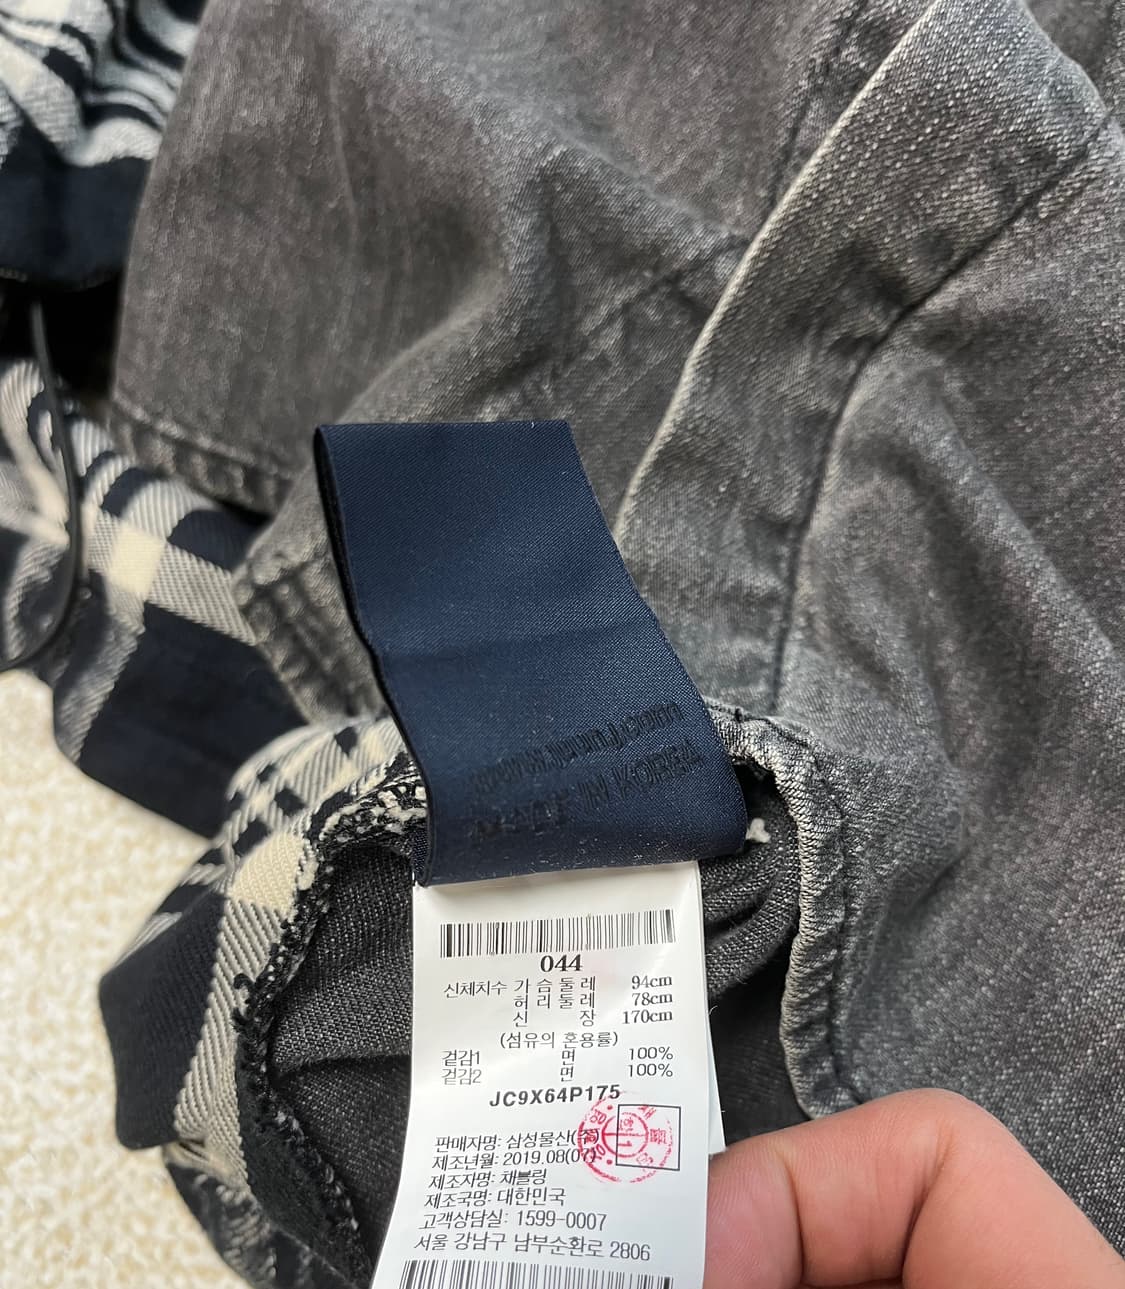 IN KOREA
044
신체치수 가슴둘레 94cm
허리둘레 78cm
신장 170cm
(섬유의 혼용률)
겉감1 면 100%
겉감2 면 100%
JC9X64P175
판매자명: 삼성물산(주)
제조년월: 2019.08(07)
제조자명: 채블링
제조국명: 대한민국
고객상담실: 1599-0007
서울 강남구 남부순환로 2806